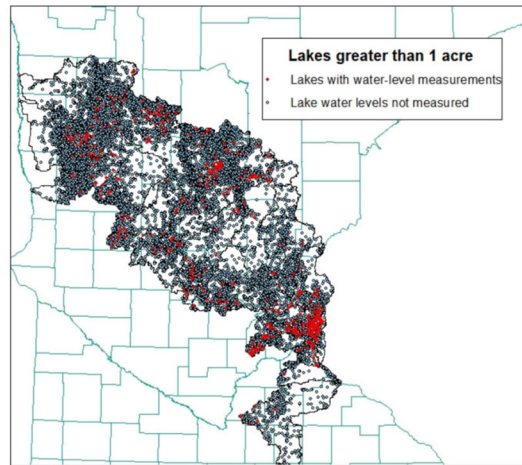 Lakes greater than 1 acre
Lakes with water-level measurements
Lake water levels not measured